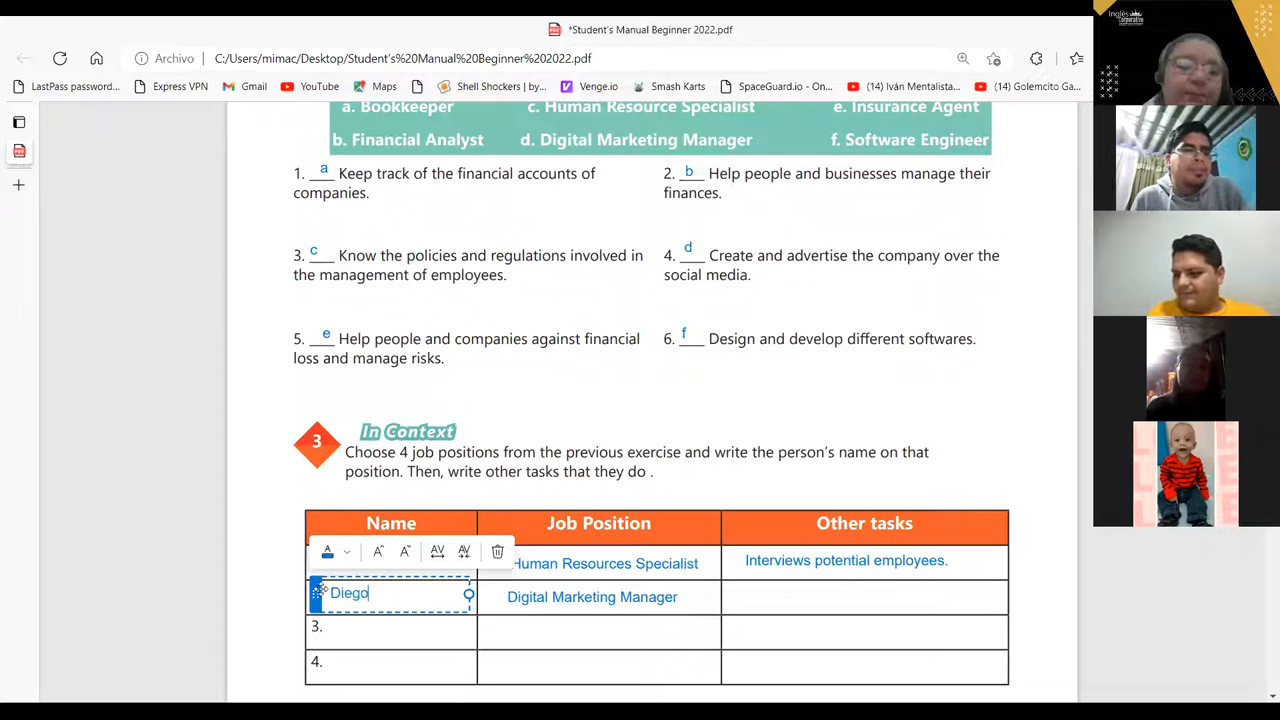 *Student's Manual Beginner 2022.pdf
Archivo C:/Users/mimac/Desktop/Student's%20Manual%20Beginner%202022.pdf
LastPass password... Express VPN Gmail YouTube Maps Shell Shockers | by... Venge.io Smash Karts SpaceGuard.io - On... (14) Iván Mentalista... (14) Golemcito Ga...
Inglés
Corporativo
a. Bookkeeper c. Human Resource Specialist e. Insurance Agent
b. Financial Analyst d. Digital Marketing Manager f. Software Engineer
1. a Keep track of the financial accounts of
companies.
2. b Help people and businesses manage their
finances.
3. c Know the policies and regulations involved in
the management of employees.
4. d Create and advertise the company over the
social media.
5. e Help people and companies against financial
loss and manage risks.
6. f Design and develop different softwares.
3 In Context
Choose 4 job positions from the previous exercise and write the person's name on that
position. Then, write other tasks that they do .
Name Job Position Other tasks
Human Resources Specialist Interviews potential employees.
Diego Digital Marketing Manager
3.
4.